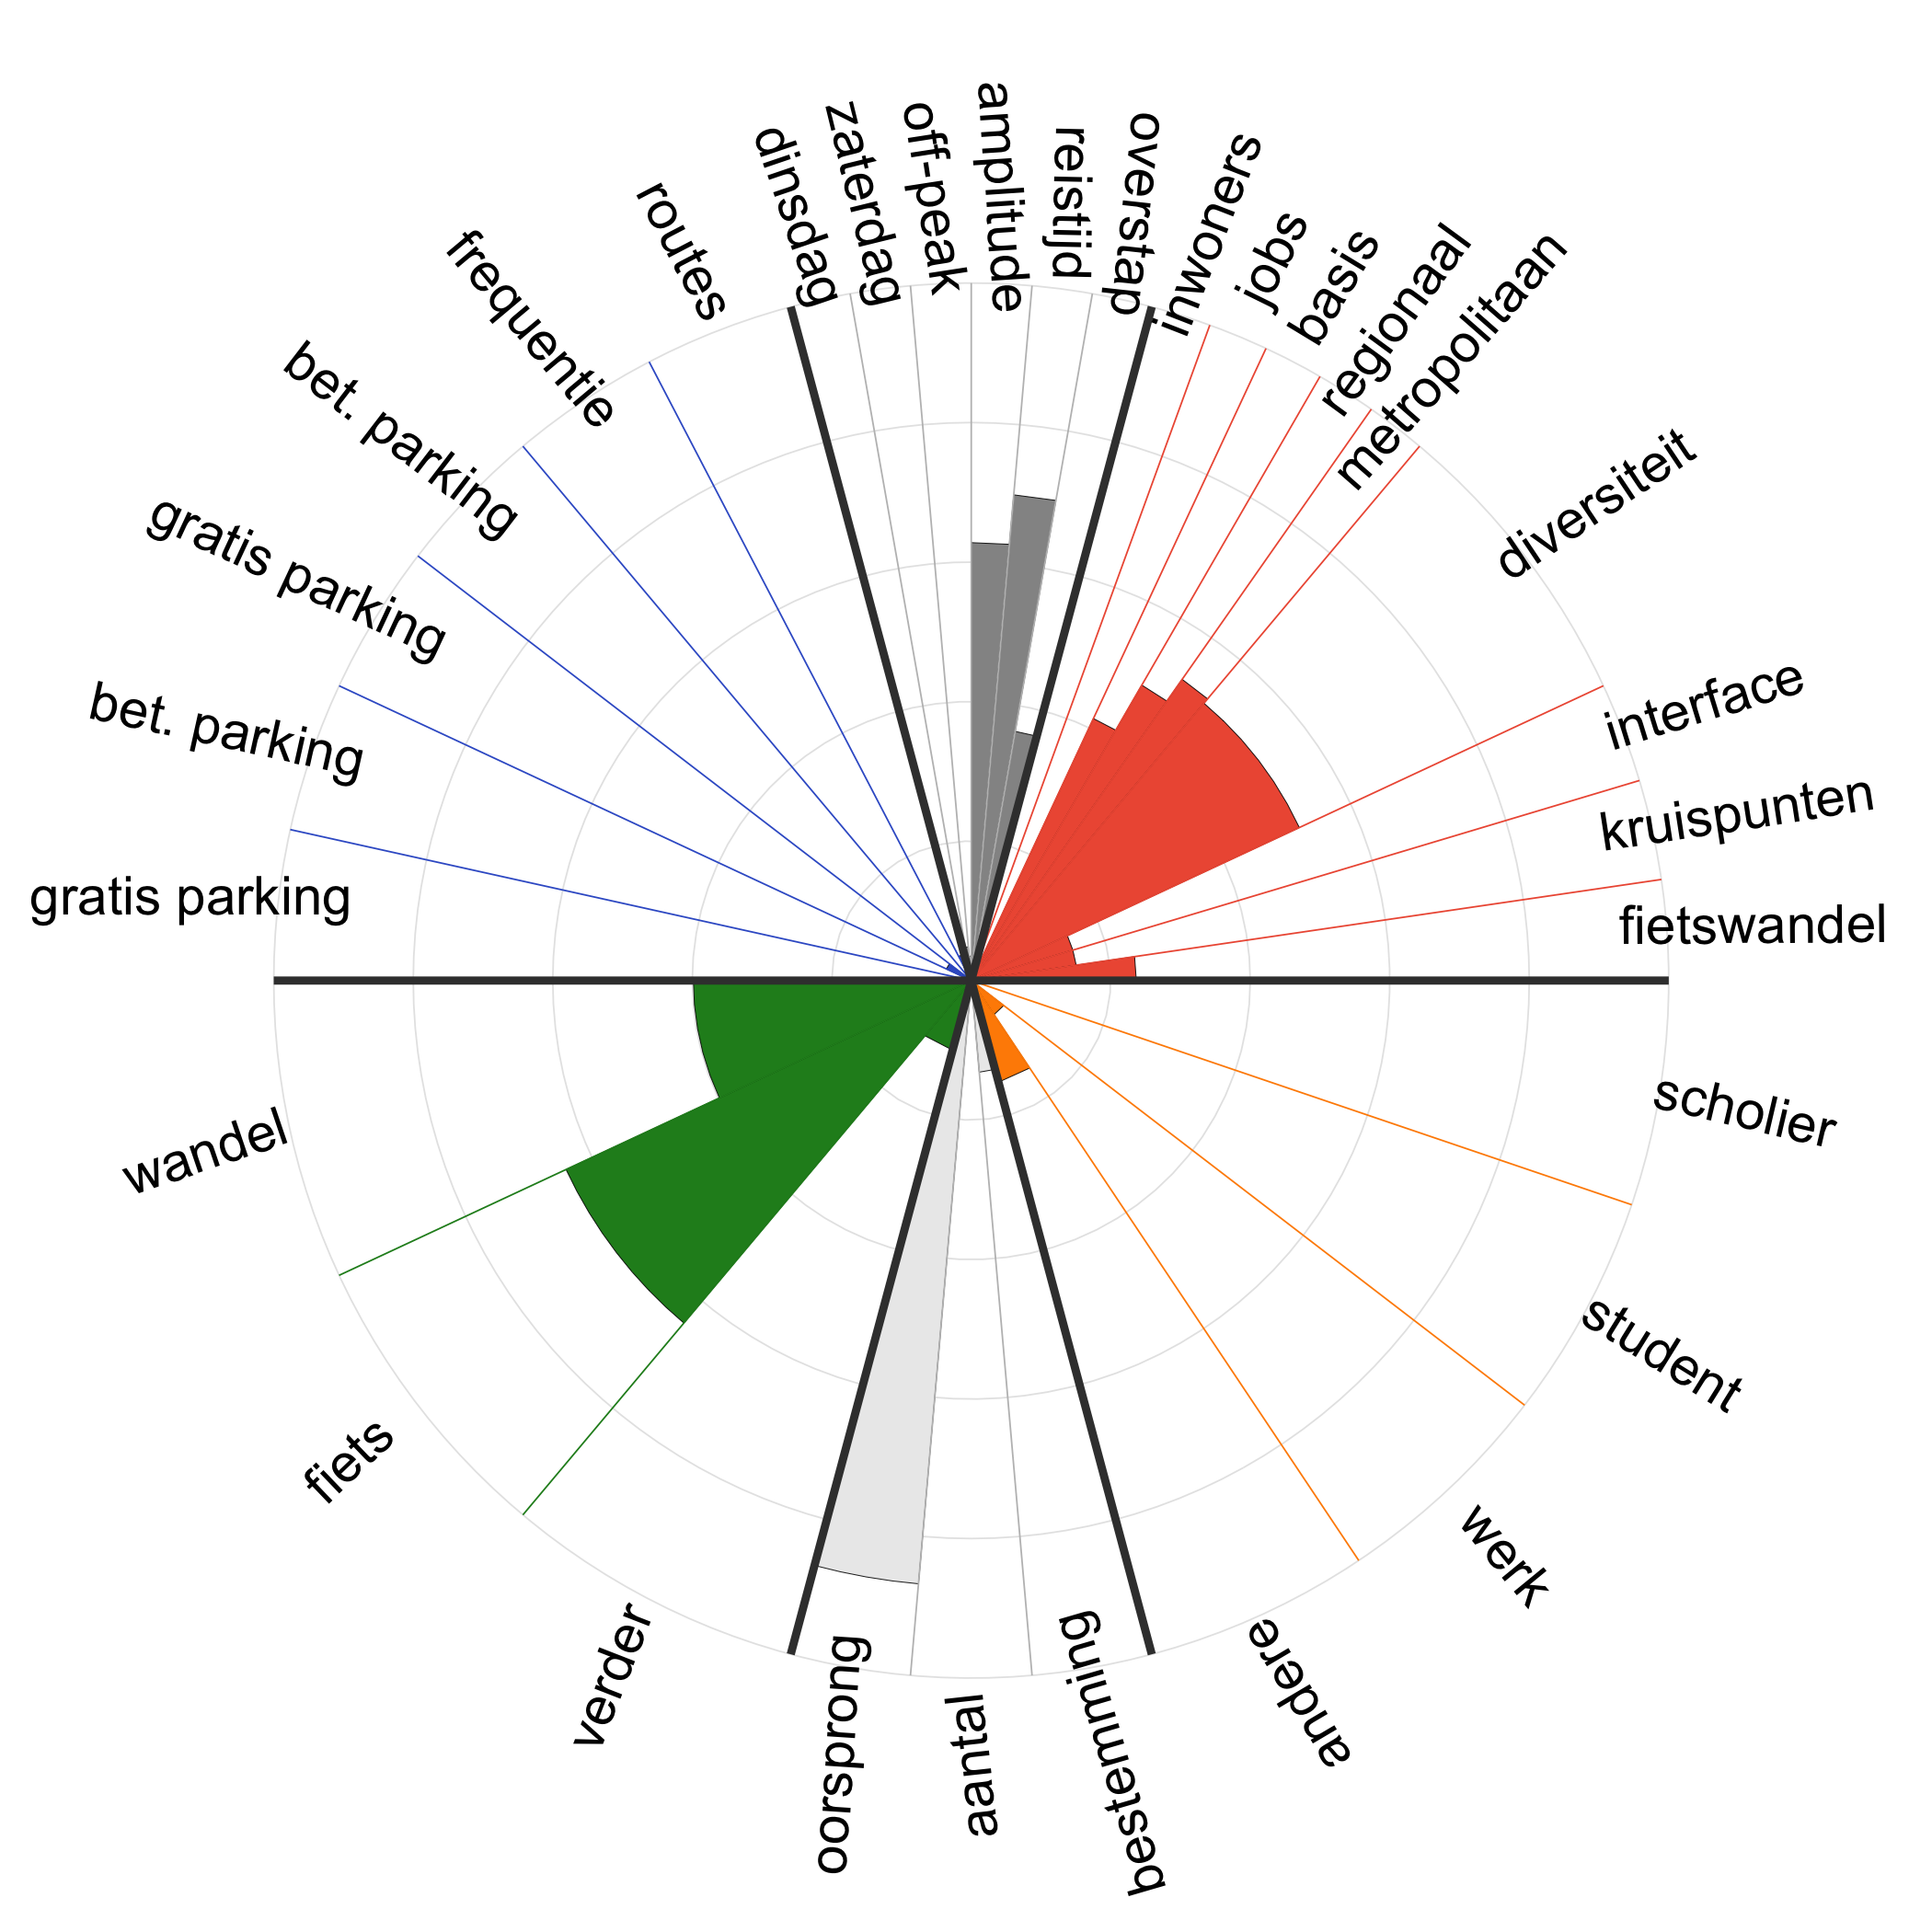 dinsdag
zaterdag
off-peak
amplitude
reistijd
overstap
inwoners
jobs
basis
regionaal
metropolitaan
diversiteit
interface
kruispunten
fietswandel
scholier
student
werk
andere
bestemming
aantal
oorsprong
verder
fiets
wandel
gratis parking
bet. parking
gratis parking
bet. parking
frequentie
routes